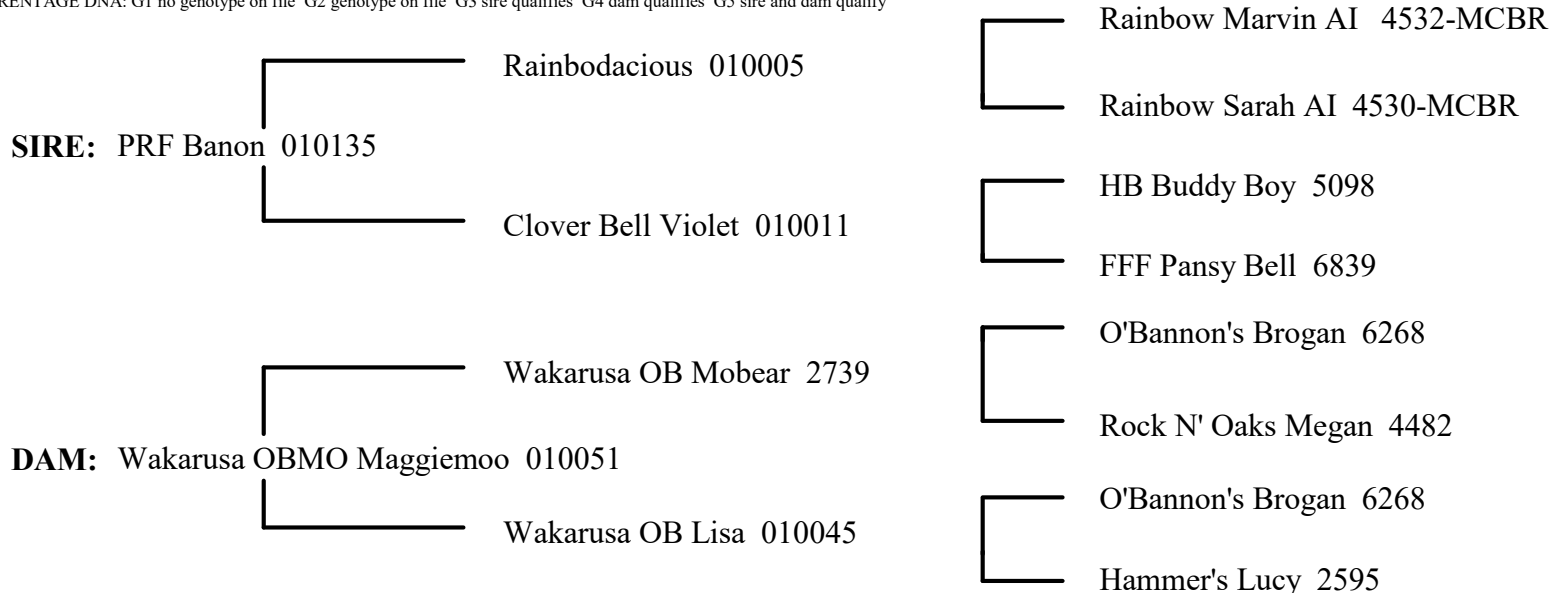 RENTAGE DNA: G1 no genotype on file G2 genotype on file G3 sire qualifies G4 dam qualifies G5 sire and dam qualify
Rainbow Marvin AI 4532-MCBR
Rainbodacious 010005
Rainbow Sarah AI 4530-MCBR
SIRE: PRF Banon 010135
HB Buddy Boy 5098
Clover Bell Violet 010011
FFF Pansy Bell 6839
O'Bannon's Brogan 6268
Wakarusa OB Mobear 2739
Rock N' Oaks Megan 4482
DAM: Wakarusa OBMO Maggiemoo 010051
O'Bannon's Brogan 6268
Wakarusa OB Lisa 010045
Hammer's Lucy 2595